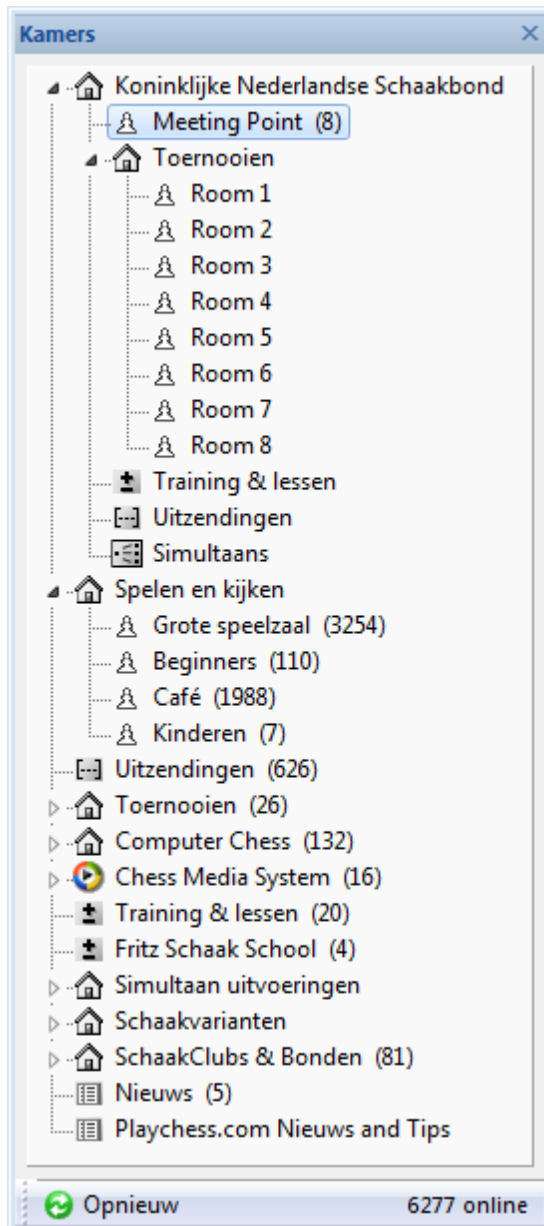 Kamers
Koninklijke Nederlandse Schaakbond
Meeting Point (8)
Toernooien
Room 1
Room 2
Room 3
Room 4
Room 5
Room 6
Room 7
Room 8
Training & lessen
Uitzendingen
Simultaans
Spelen en kijken
Grote speelzaal (3254)
Beginners (110)
Café (1988)
Kinderen (7)
Uitzendingen (626)
Toernooien (26)
Computer Chess (132)
Chess Media System (16)
Training & lessen (20)
Fritz Schaak School (4)
Simultaan uitvoeringen
Schaakvarianten
SchaakClubs & Bonden (81)
Nieuws (5)
Playchess.com Nieuws and Tips
Opnieuw 6277 online